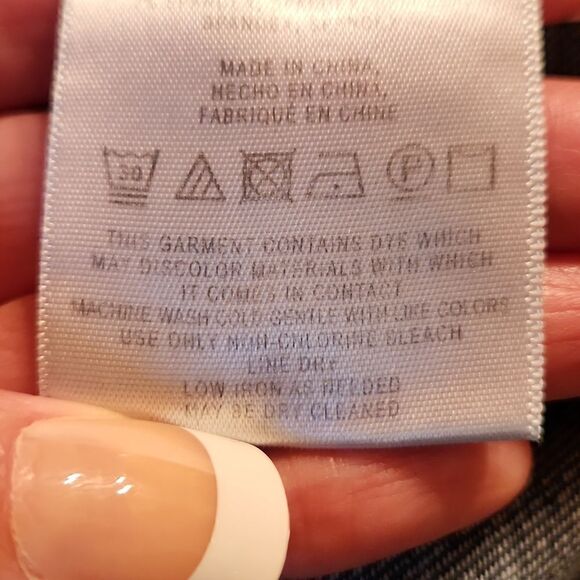 MADE IN CHINA,
HECHO EN CHINA,
FABRIQUÉ EN CHINE
30 P
THIS GARMENT CONTAINS DYE WHICH
MAY DISCOLOR MATERIALS WITH WHICH
IT COMES IN CONTACT
MACHINE WASH COLD GENTLE WITH LIKE COLORS
USE ONLY NON-CHLORINE BLEACH
LINE DRY
LOW IRON AS NEEDED
MAY BE DRY CLEANED